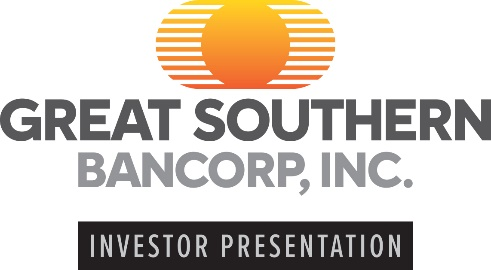 GREAT SOUTHERN
BANCORP, INC.
INVESTOR PRESENTATION